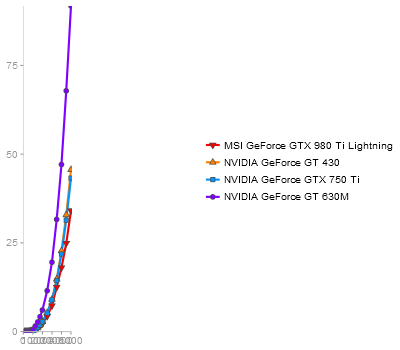 75
50
25
0
MSI GeForce GTX 980 Ti Lightning
NVIDIA GeForce GT 430
NVIDIA GeForce GTX 750 Ti
NVIDIA GeForce GT 630M